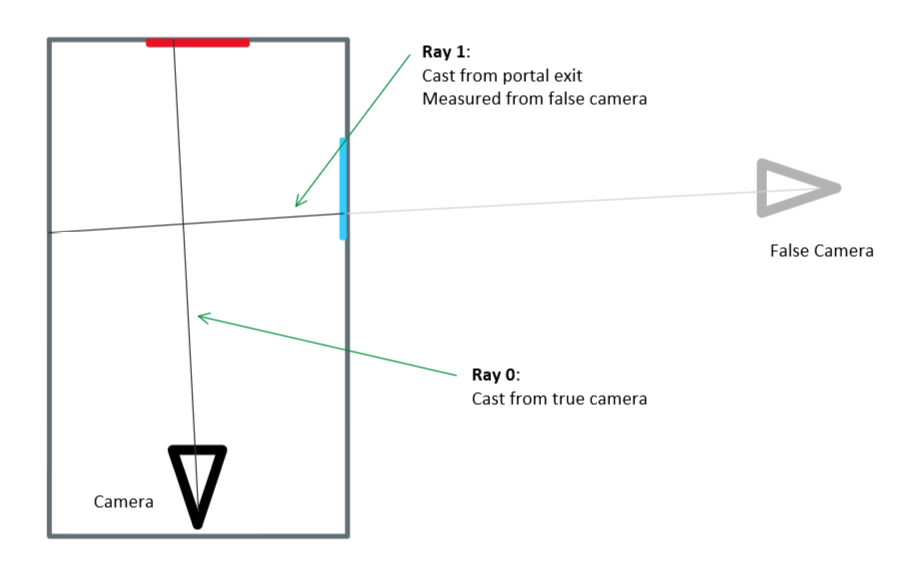 Ray 1:
Cast from portal exit
Measured from false camera
False Camera
Ray 0:
Cast from true camera
Camera